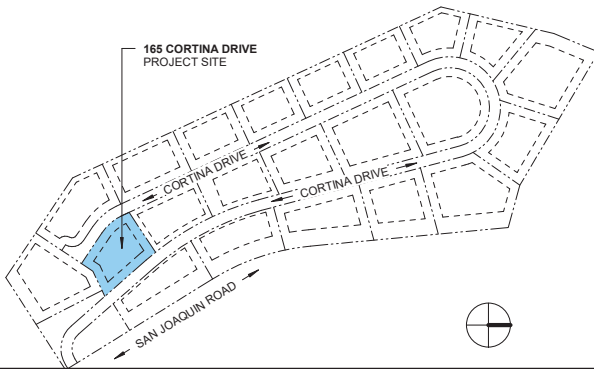 165 CORTINA DRIVE
PROJECT SITE
CORTINA DRIVE
CORTINA DRIVE
SAN JOAQUIN ROAD